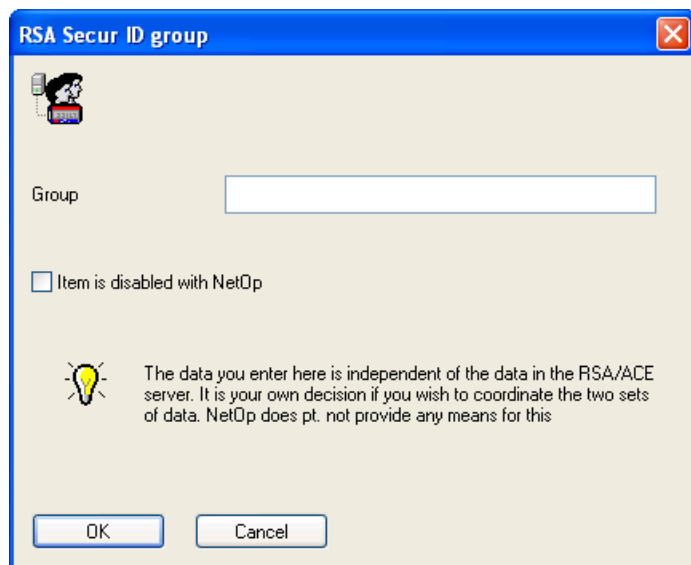 RSA Secur ID group
Group
Item is disabled with NetOp
The data you enter here is independent of the data in the RSA/ACE
server. It is your own decision if you wish to coordinate the two sets
of data. NetOp does pt. not provide any means for this
OK
Cancel